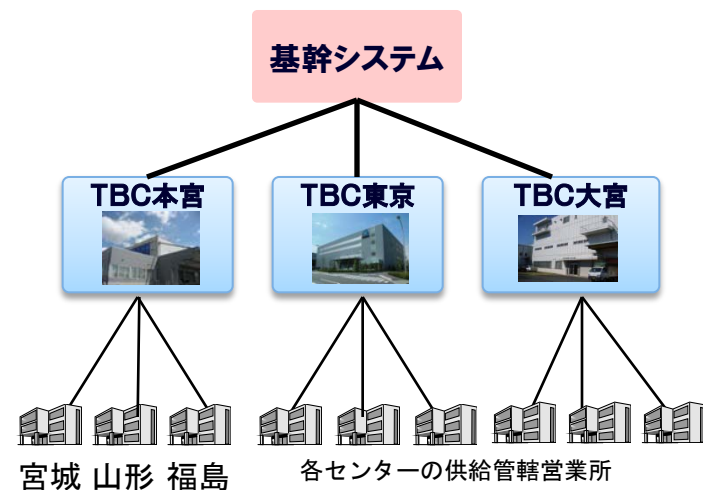 基幹システム
TBC本宮
TBC東京
TBC大宮
宮城 山形 福島
各センターの供給管轄営業所